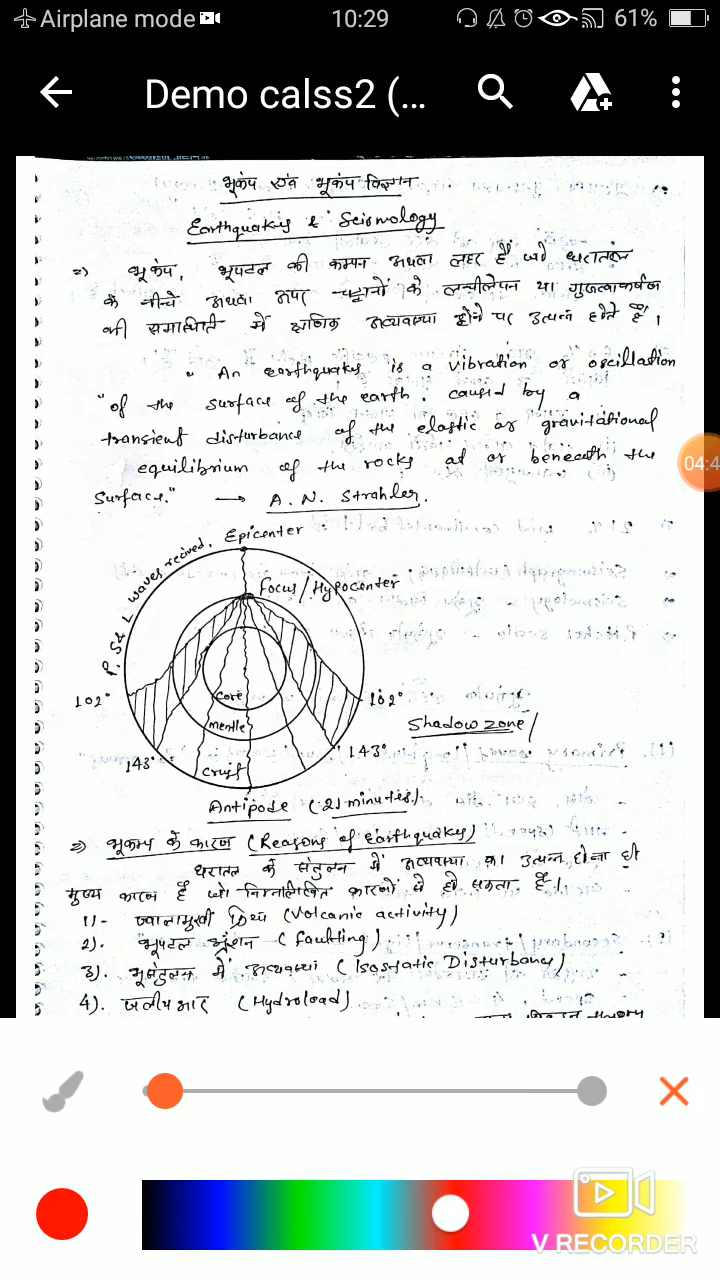 Airplane mode 10:29 61%
Demo calss2 (...
भूकंप एवं भूकंप विज्ञान
Earthquakes & Seismology
=) भूकंप, भूपटल की कम्पन अथवा लहर है जो धरातल
के नीचे अथवा ऊपर चट्टानों के लचीलेपन या गुरुत्वाकर्षण
की समस्थिति में क्षणिक अव्यवस्था होने पर उत्पन्न होते हैं।
" An earthquakes is a vibration or oscillation
"of the surface of the earth. caused by a
transient disturbance of the elastic or gravitational
equilibrium of the rocks at or beneath the
Surface." → A. N. Strahler.
04:4
Epicenter
P, S & L waves recived.
Focus/Hypocenter
102° 102°
core
Shadow zone/
mentle
143° 143°
crust
Antipode (21 minutes.)
=) भूकम्प के कारण (Reasons of Earthquakes)
धरातल के संतुलन में अव्यवस्था का उत्पन्न होना ही
मुख्य कारण है जो निम्नलिखित कारणों से हो सकता है।
1)- ज्वालामुखी क्रिया (Volcanic activity)
2). भूपटल भ्रंशन (Faulting)
3). भूसंतुलन में अव्यवस्था (Isostatic Disturbance)
4). जलीय भार (Hydroload)
V RECORDER